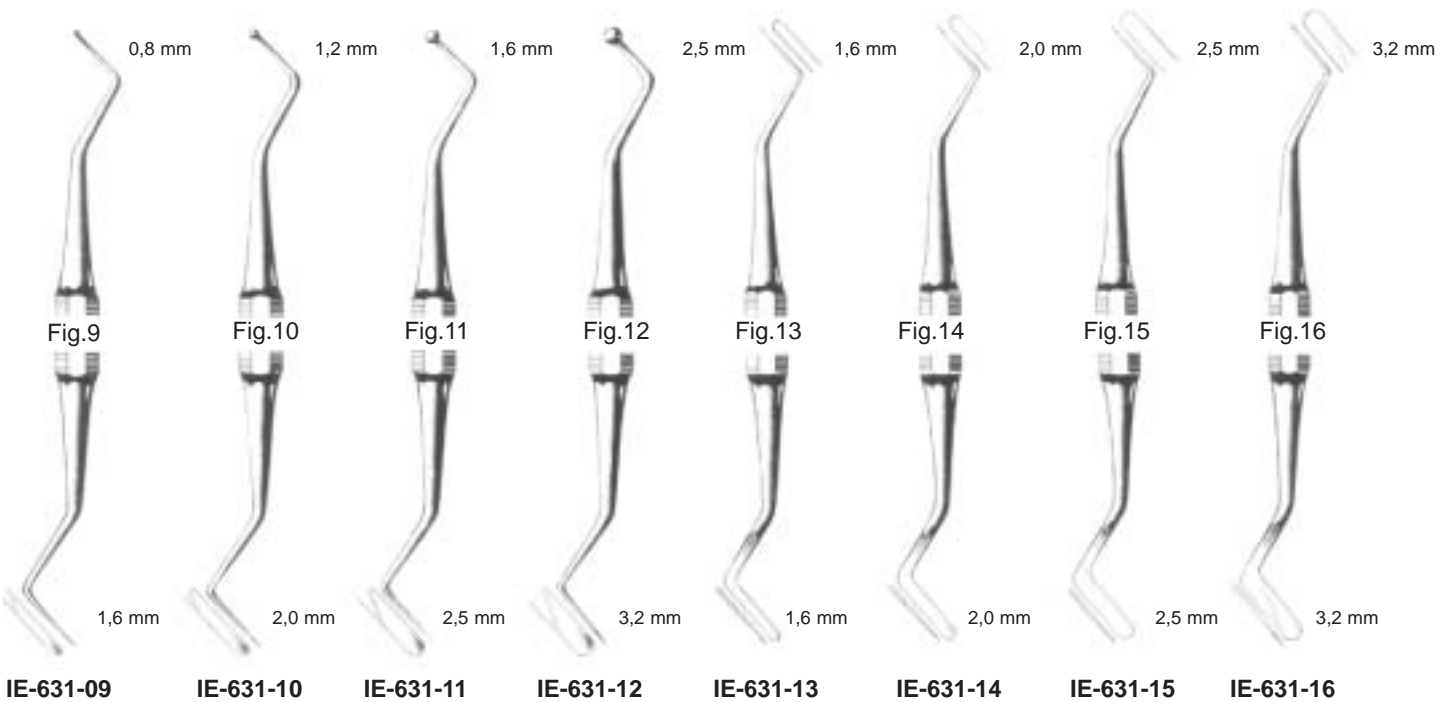 0,8 mm 1,2 mm 1,6 mm 2,5 mm 1,6 mm 2,0 mm 2,5 mm 3,2 mm
Fig.9 Fig.10 Fig.11 Fig.12 Fig.13 Fig.14 Fig.15 Fig.16
1,6 mm 2,0 mm 2,5 mm 3,2 mm 1,6 mm 2,0 mm 2,5 mm 3,2 mm
IE-631-09 IE-631-10 IE-631-11 IE-631-12 IE-631-13 IE-631-14 IE-631-15 IE-631-16